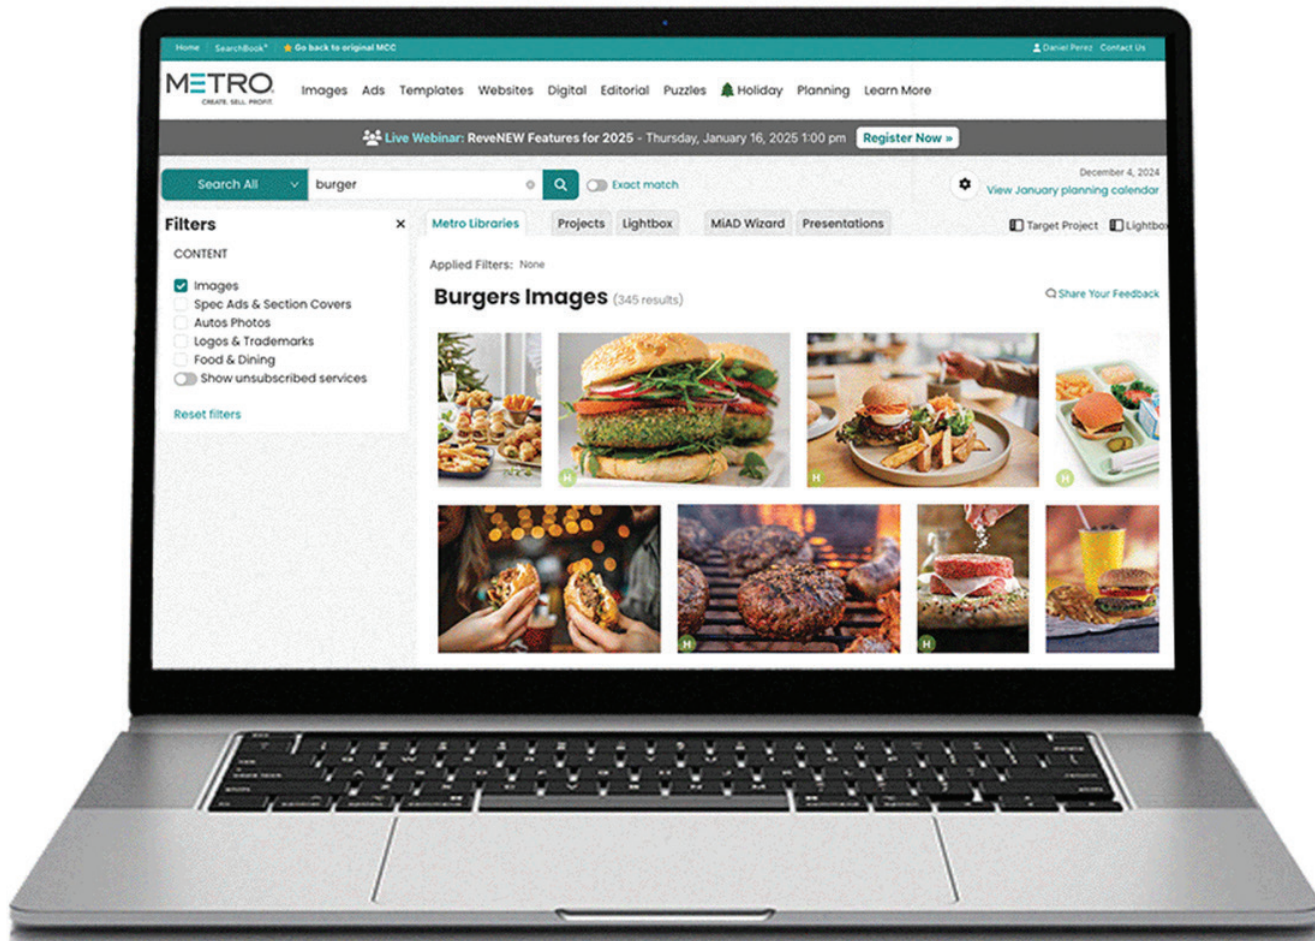 Home SearchBook® Go back to original MCC Daniel Perez Contact Us
METRO
CREATE. SELL. PROFIT.
Images Ads Templates Websites Digital Editorial Puzzles Holiday Planning Learn More
Live Webinar: ReveNEW Features for 2025 - Thursday, January 16, 2025 1:00 pm Register Now »
December 4, 2024
Search All burger Exact match
View January planning calendar
Filters
Metro Libraries Projects Lightbox MiAD Wizard Presentations Target Project Lightbox
CONTENT
Applied Filters: None
Images
Spec Ads & Section Covers
Autos Photos
Logos & Trademarks
Food & Dining
Show unsubscribed services
Reset filters
Burgers Images (345 results) Share Your Feedback
H
H
H
H
H